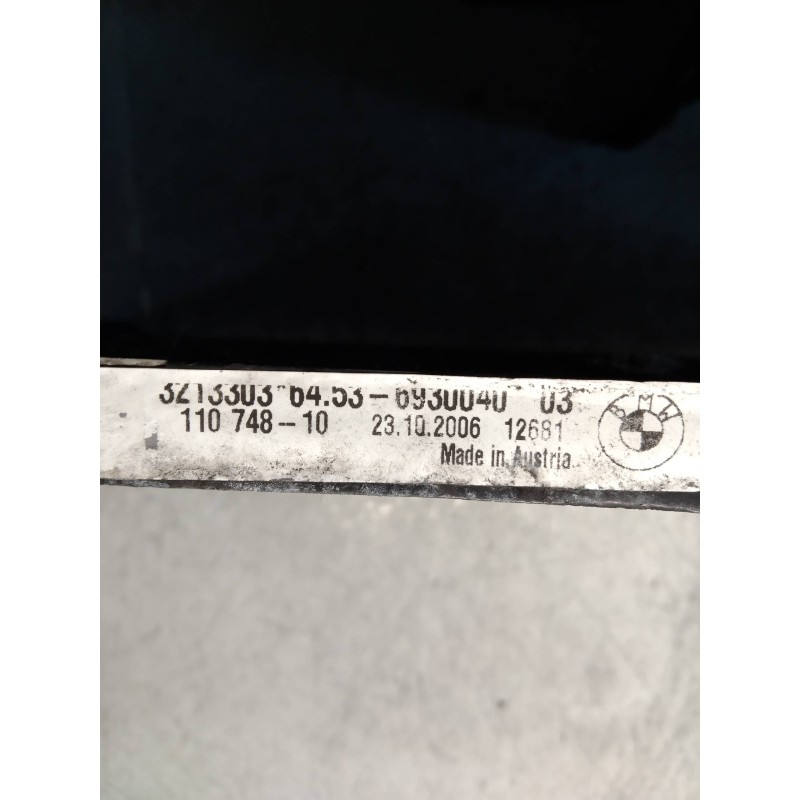 3213303 64.53-6930040 03
110 748-10 23.10.2006 12681
Made in Austria
BMW